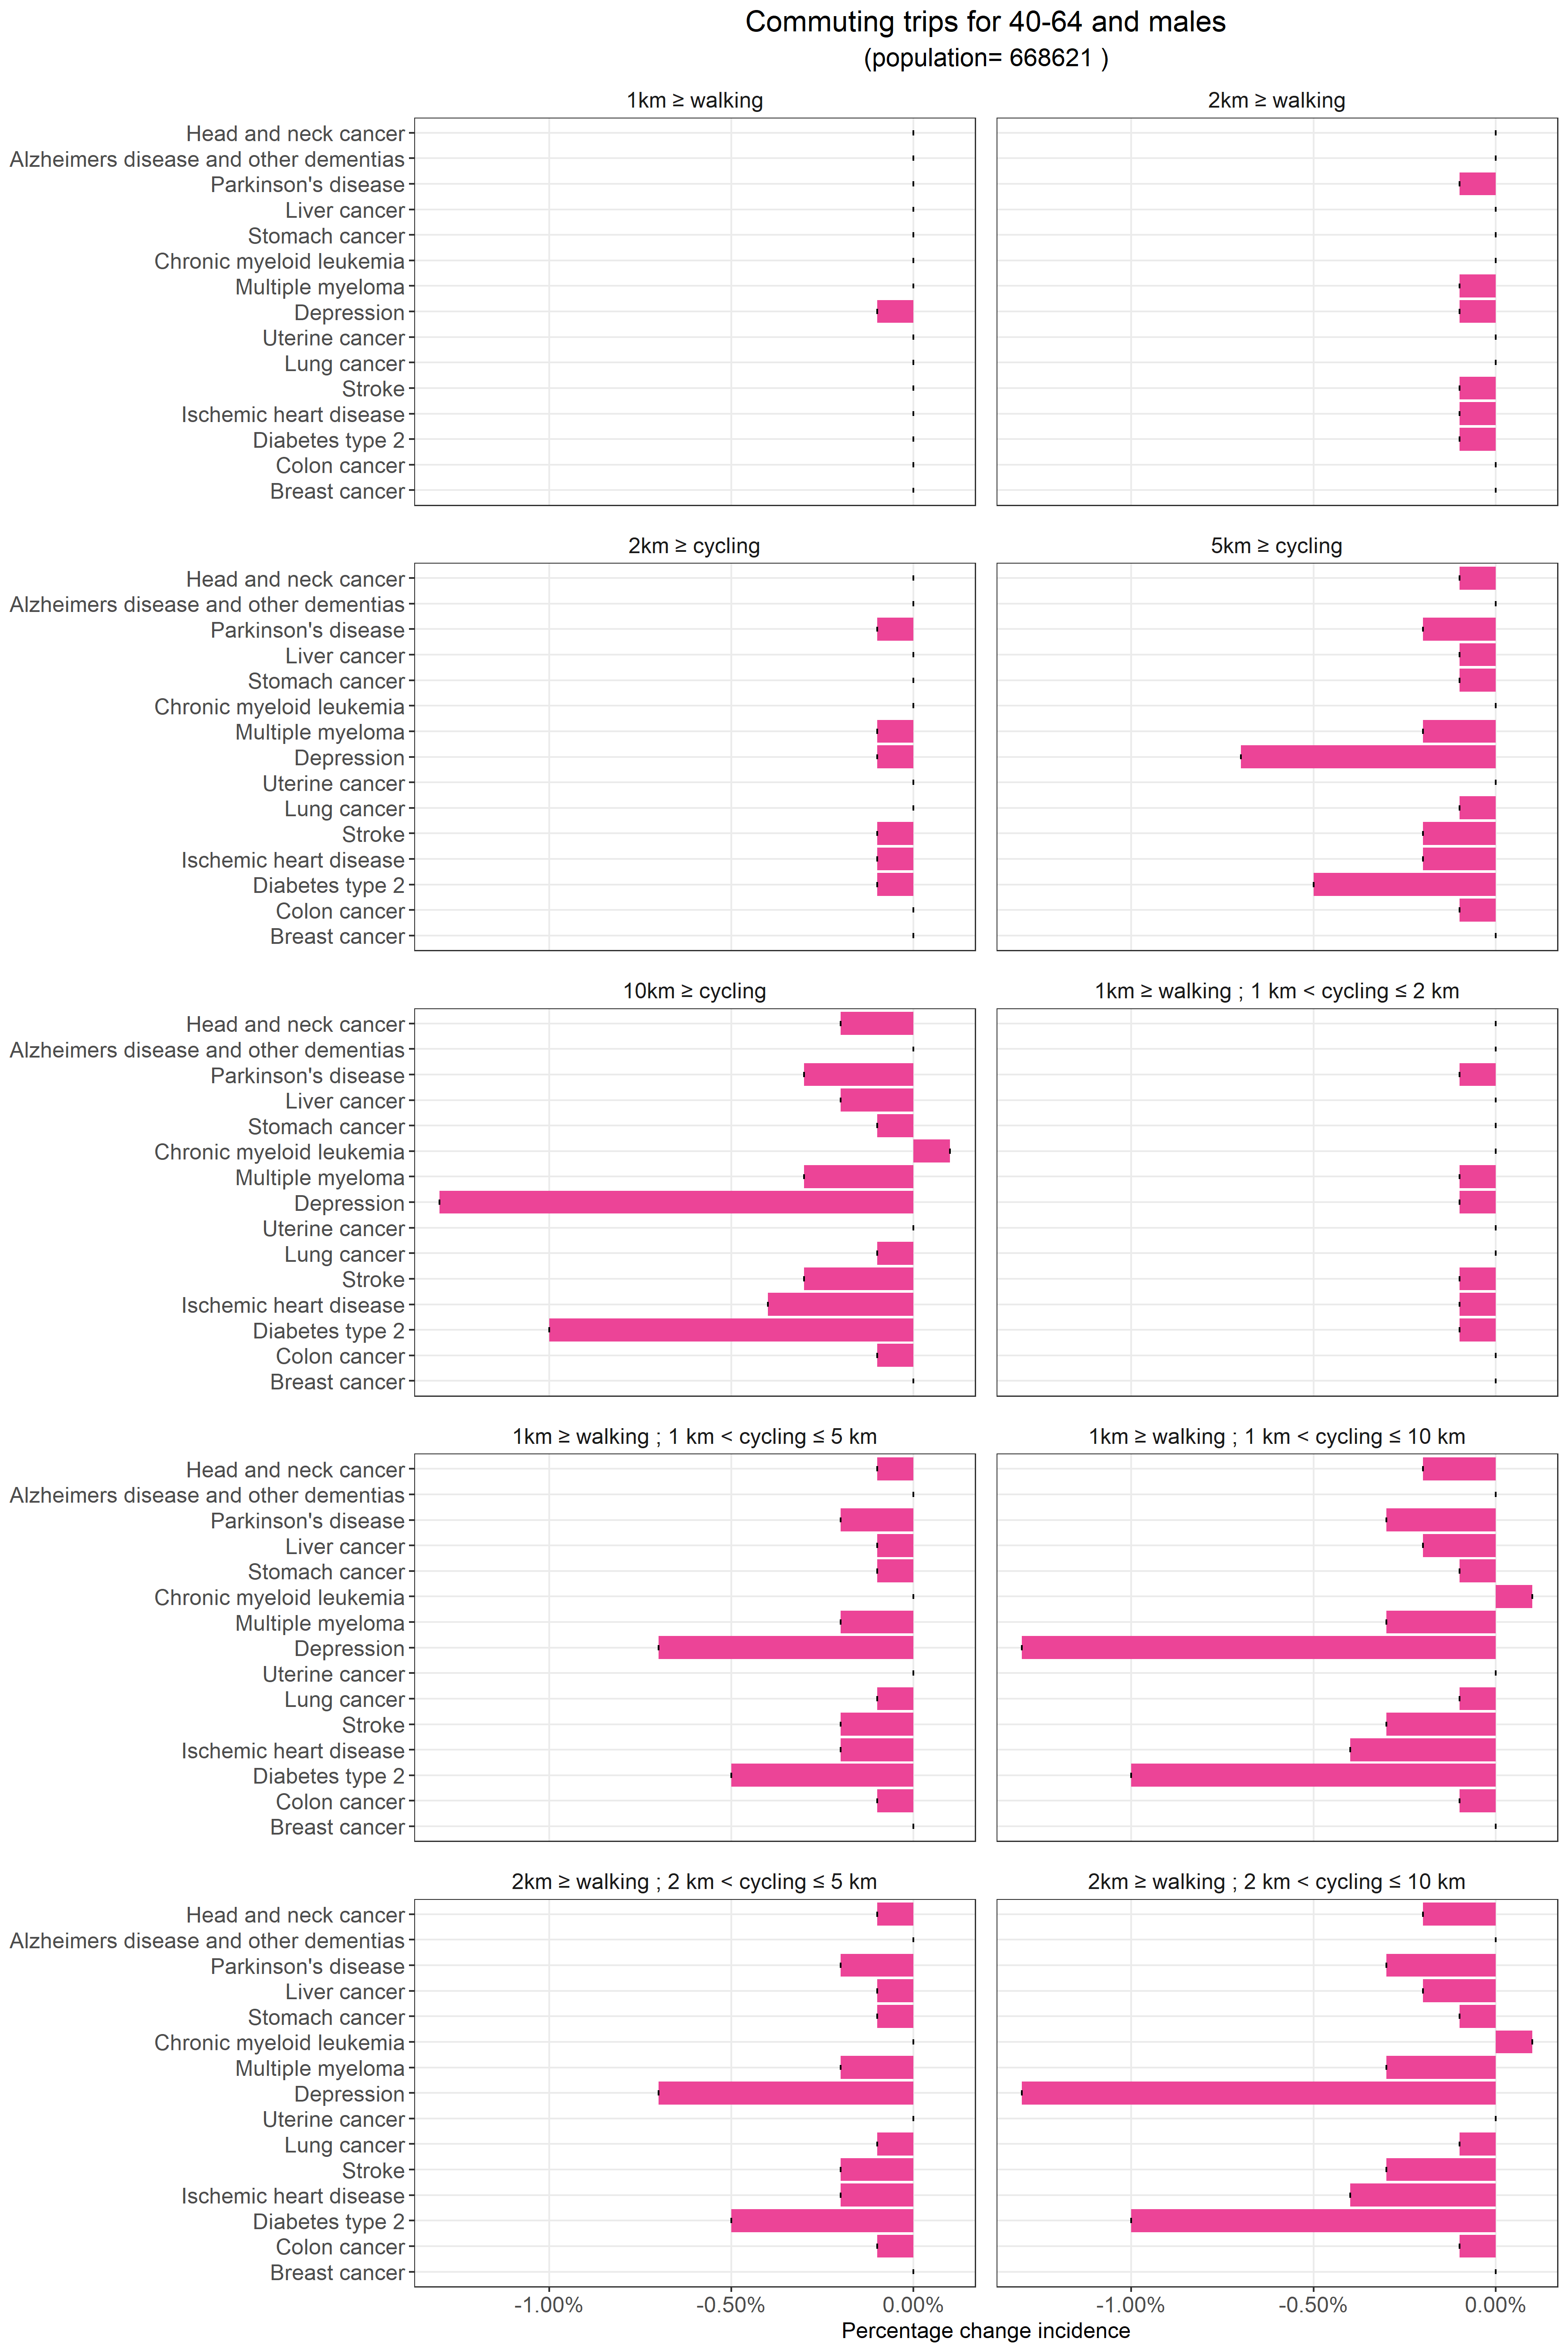 Commuting trips for 40-64 and males
(population= 668621 )
1km ≥ walking
2km ≥ walking
Head and neck cancer
Alzheimers disease and other dementias
Parkinson's disease
Liver cancer
Stomach cancer
Chronic myeloid leukemia
Multiple myeloma
Depression
Uterine cancer
Lung cancer
Stroke
Ischemic heart disease
Diabetes type 2
Colon cancer
Breast cancer
2km ≥ cycling
5km ≥ cycling
Head and neck cancer
Alzheimers disease and other dementias
Parkinson's disease
Liver cancer
Stomach cancer
Chronic myeloid leukemia
Multiple myeloma
Depression
Uterine cancer
Lung cancer
Stroke
Ischemic heart disease
Diabetes type 2
Colon cancer
Breast cancer
10km ≥ cycling
1km ≥ walking ; 1 km < cycling ≤ 2 km
Head and neck cancer
Alzheimers disease and other dementias
Parkinson's disease
Liver cancer
Stomach cancer
Chronic myeloid leukemia
Multiple myeloma
Depression
Uterine cancer
Lung cancer
Stroke
Ischemic heart disease
Diabetes type 2
Colon cancer
Breast cancer
1km ≥ walking ; 1 km < cycling ≤ 5 km
1km ≥ walking ; 1 km < cycling ≤ 10 km
Head and neck cancer
Alzheimers disease and other dementias
Parkinson's disease
Liver cancer
Stomach cancer
Chronic myeloid leukemia
Multiple myeloma
Depression
Uterine cancer
Lung cancer
Stroke
Ischemic heart disease
Diabetes type 2
Colon cancer
Breast cancer
2km ≥ walking ; 2 km < cycling ≤ 5 km
2km ≥ walking ; 2 km < cycling ≤ 10 km
Head and neck cancer
Alzheimers disease and other dementias
Parkinson's disease
Liver cancer
Stomach cancer
Chronic myeloid leukemia
Multiple myeloma
Depression
Uterine cancer
Lung cancer
Stroke
Ischemic heart disease
Diabetes type 2
Colon cancer
Breast cancer
-1.00% -0.50% 0.00% -1.00% -0.50% 0.00%
Percentage change incidence